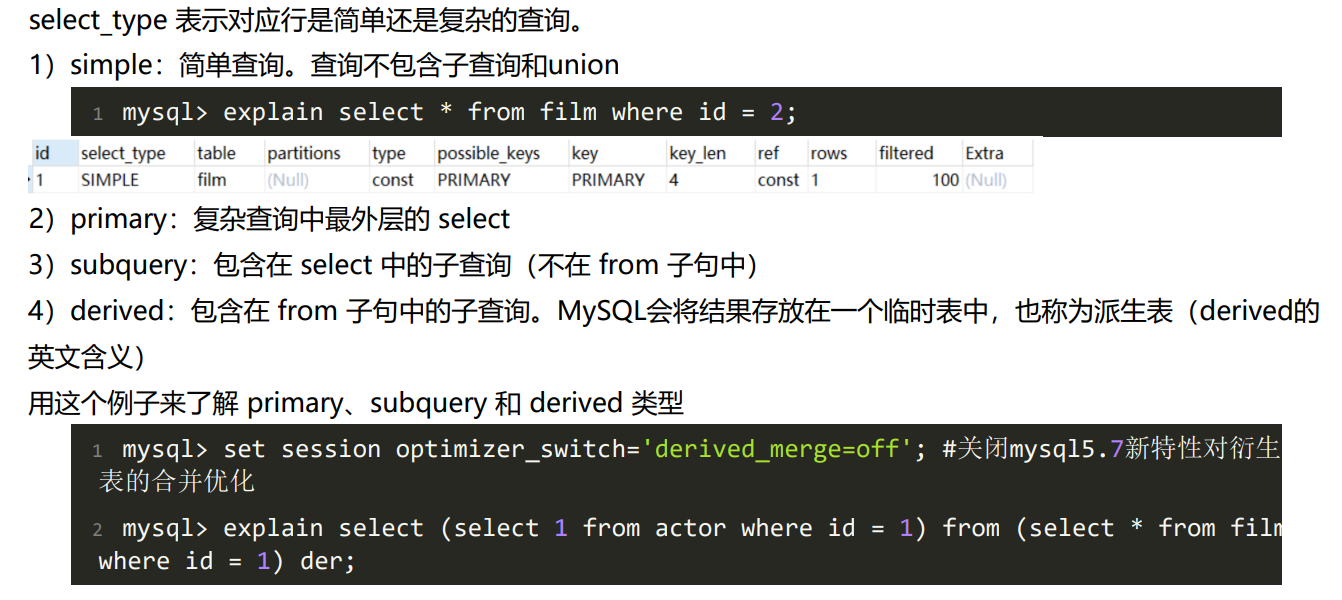 select_type 表示对应行是简单还是复杂的查询。
1）simple：简单查询。查询不包含子查询和union
1 mysql> explain select * from film where id = 2;
id select_type table partitions type possible_keys key key_len ref rows filtered Extra
1 SIMPLE film (Null) const PRIMARY PRIMARY 4 const 1 100 (Null)
2）primary：复杂查询中最外层的 select
3）subquery：包含在 select 中的子查询（不在 from 子句中）
4）derived：包含在 from 子句中的子查询。MySQL会将结果存放在一个临时表中，也称为派生表（derived的
英文含义）
用这个例子来了解 primary、subquery 和 derived 类型
1 mysql> set session optimizer_switch='derived_merge=off'; #关闭mysql5.7新特性对衍生
表的合并优化
2 mysql> explain select (select 1 from actor where id = 1) from (select * from film
where id = 1) der;